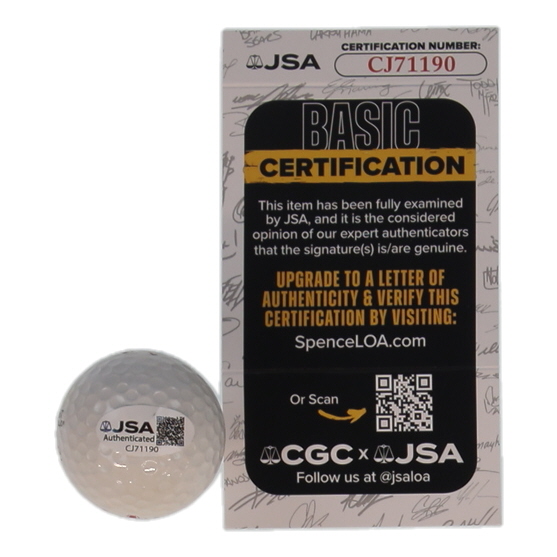 JSA
CERTIFICATION NUMBER:
CJ71190
BASIC
CERTIFICATION
This item has been fully examined
by JSA, and it is the considered
opinion of our expert authenticators
that the signature(s) is/are genuine.
UPGRADE TO A LETTER OF
AUTHENTICITY & VERIFY THIS
CERTIFICATION BY VISITING:
SpenceLOA.com
Or Scan
CGC x JSA
Follow us at @jsaloa
JSA
Authenticated
CJ71190